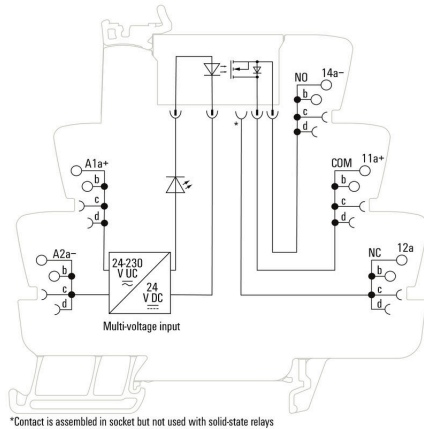 NO
14a−
b
c
d
*
A1a+
b
c
d
COM
11a+
b
c
d
A2a−
b
c
d
24-230
V UC
24
V DC
Multi-voltage input
NC
12a
b
c
d
*Contact is assembled in socket but not used with solid-state relays